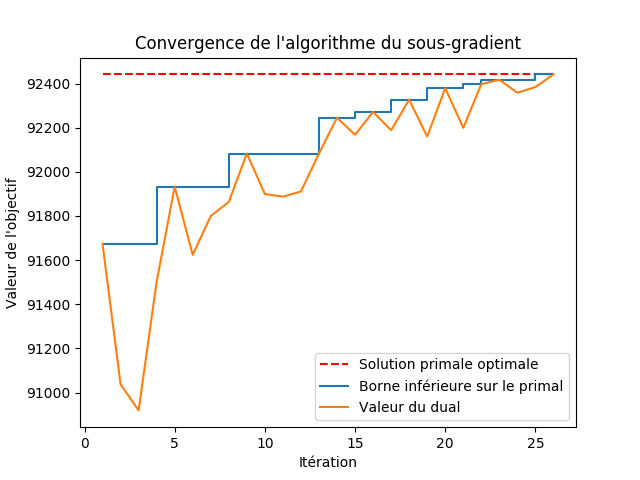 Convergence de l'algorithme du sous-gradient
Valeur de l'objectif
92400
92200
92000
91800
91600
91400
91200
91000
Solution primale optimale
Borne inférieure sur le primal
Valeur du dual
0 5 10 15 20 25
Itération